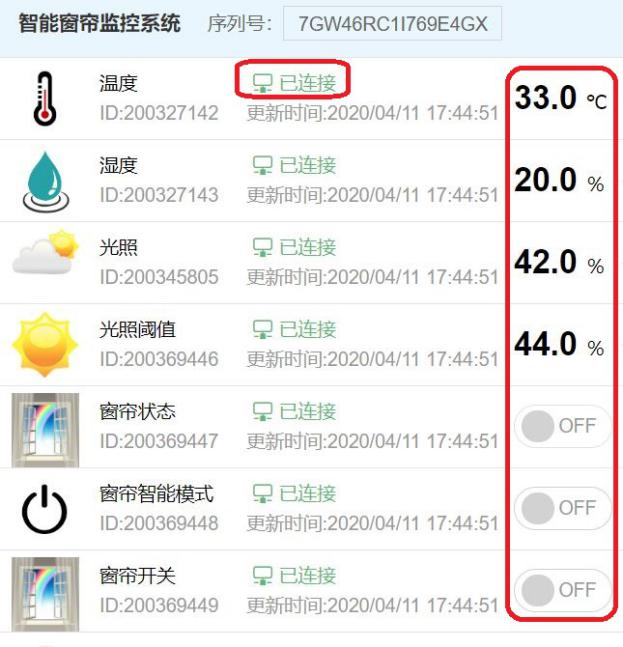 智能窗帘监控系统 序列号： 7GW46RC1I769E4GX
温度 已连接
33.0 ℃
ID:200327142 更新时间:2020/04/11 17:44:51
湿度 已连接
20.0 %
ID:200327143 更新时间:2020/04/11 17:44:51
光照 已连接
42.0 %
ID:200345805 更新时间:2020/04/11 17:44:51
光照阈值 已连接
44.0 %
ID:200369446 更新时间:2020/04/11 17:44:51
窗帘状态 已连接
OFF
ID:200369447 更新时间:2020/04/11 17:44:51
窗帘智能模式 已连接
OFF
ID:200369448 更新时间:2020/04/11 17:44:51
窗帘开关 已连接
OFF
ID:200369449 更新时间:2020/04/11 17:44:51